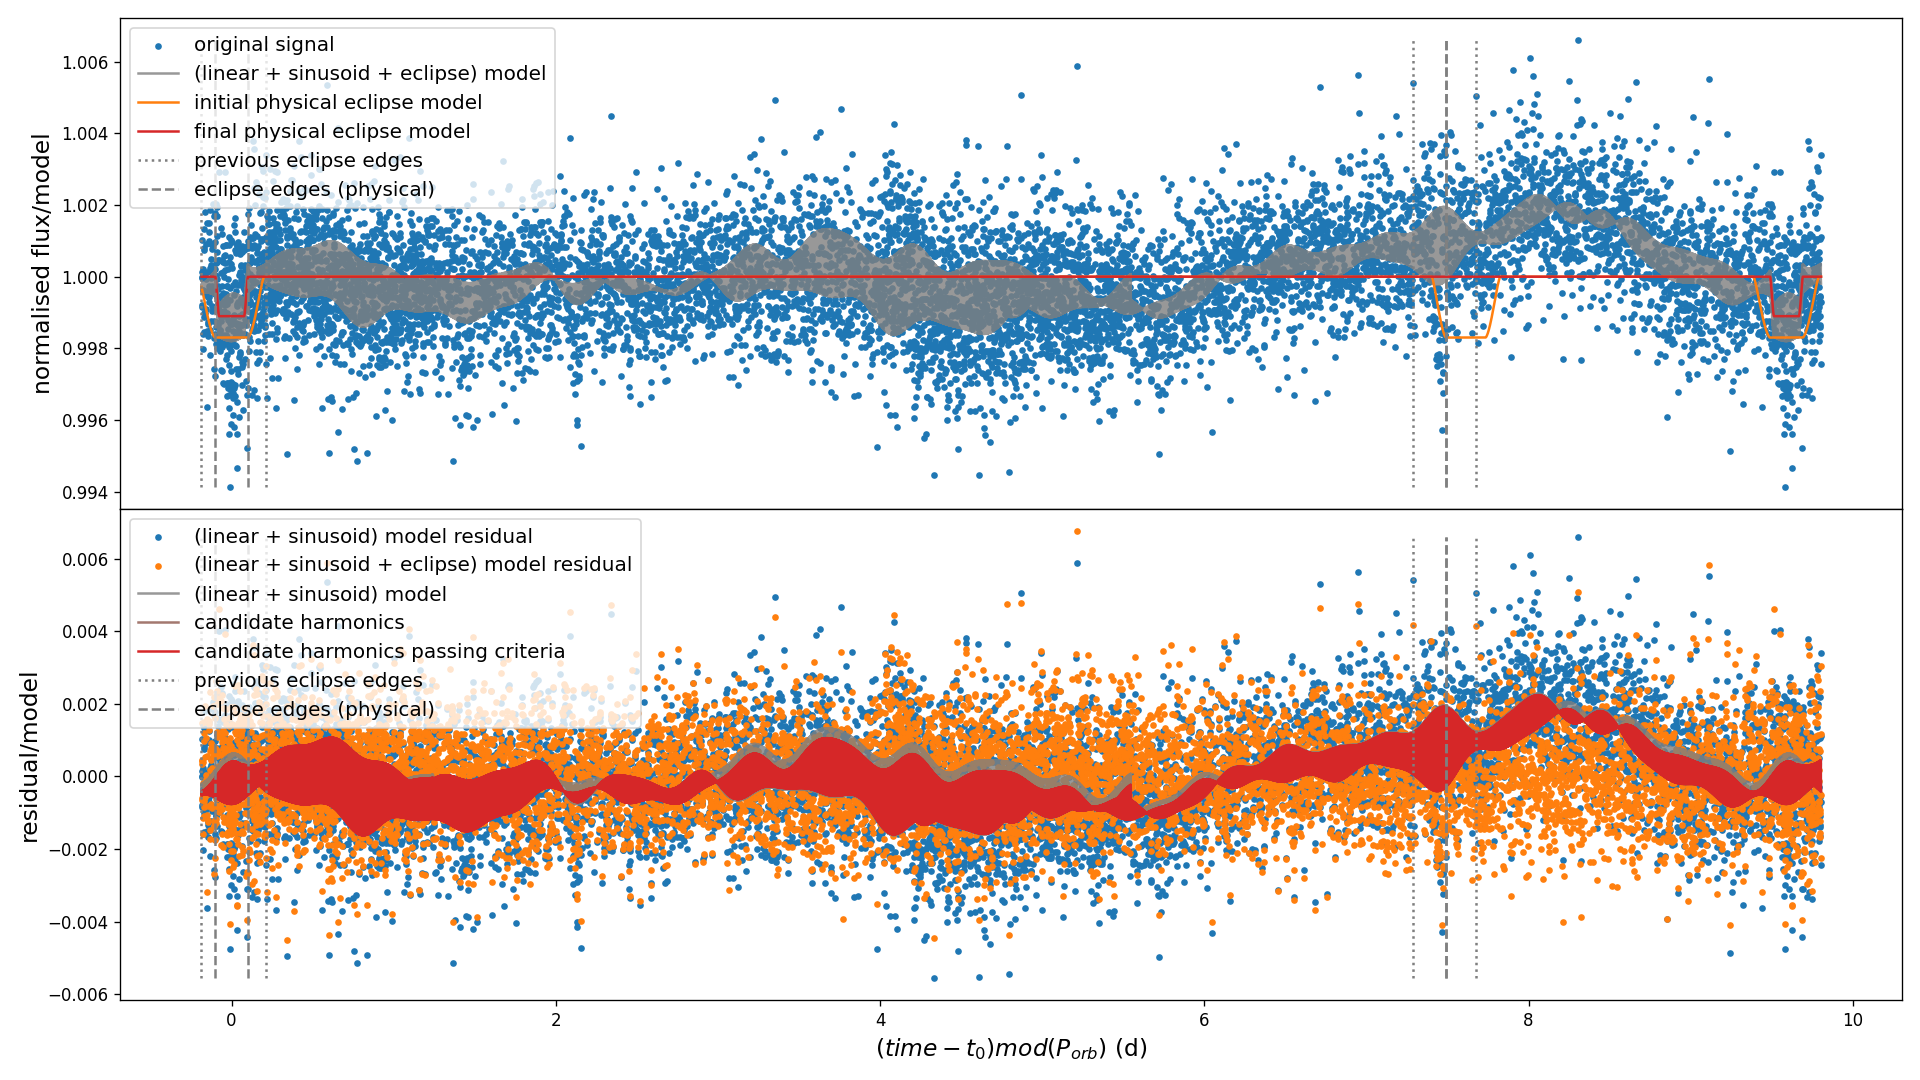 original signal
(linear + sinusoid + eclipse) model
initial physical eclipse model
final physical eclipse model
previous eclipse edges
eclipse edges (physical)
normalised flux/model
1.006
1.004
1.002
1.000
0.998
0.996
0.994
(linear + sinusoid) model residual
(linear + sinusoid + eclipse) model residual
(linear + sinusoid) model
candidate harmonics
candidate harmonics passing criteria
previous eclipse edges
eclipse edges (physical)
residual/model
0.006
0.004
0.002
0.000
−0.002
−0.004
−0.006
0 2 4 6 8 10
(time − t₀)mod(P_orb) (d)